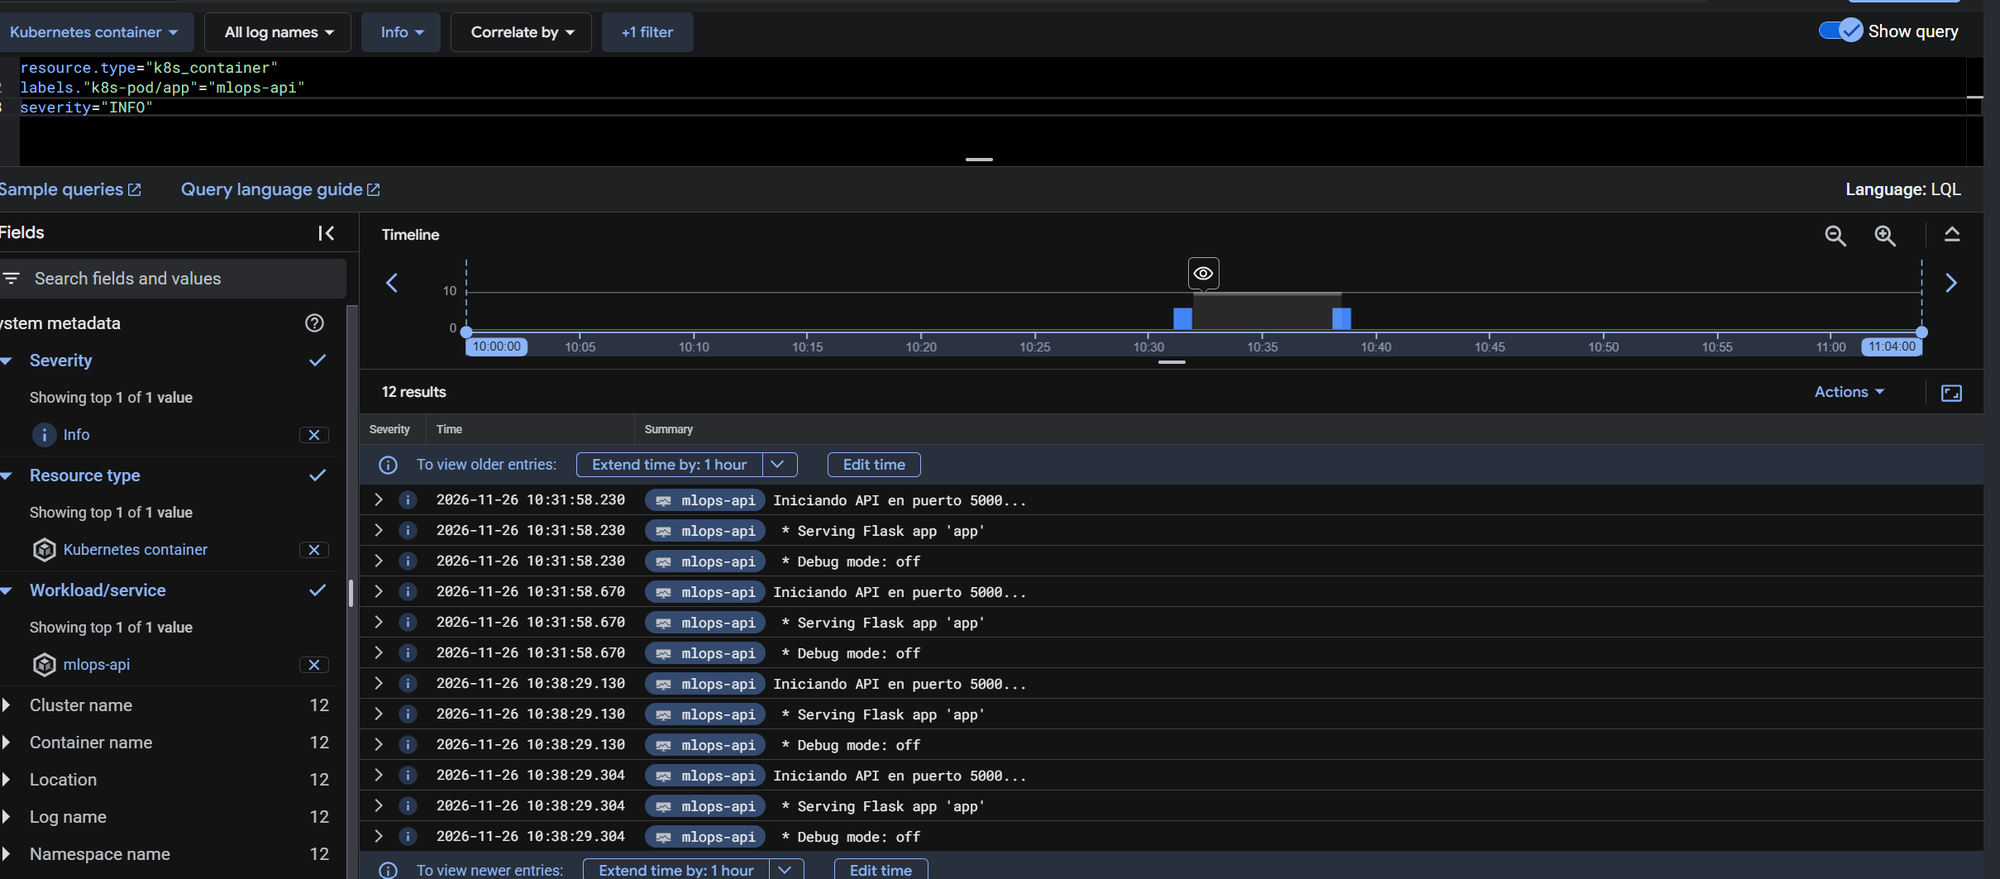 Kubernetes container All log names Info Correlate by +1 filter Show query
resource.type="k8s_container"
labels."k8s-pod/app"="mlops-api"
severity="INFO"
Sample queries Query language guide Language: LQL
Fields
Search fields and values
ystem metadata
Severity
Showing top 1 of 1 value
Info
Resource type
Showing top 1 of 1 value
Kubernetes container
Workload/service
Showing top 1 of 1 value
mlops-api
Cluster name 12
Container name 12
Location 12
Log name 12
Namespace name 12
Timeline
10
0
10:00:00 10:05 10:10 10:15 10:20 10:25 10:30 10:35 10:40 10:45 10:50 10:55 11:00 11:04:00
12 results Actions
Severity Time Summary
To view older entries: Extend time by: 1 hour Edit time
2026-11-26 10:31:58.230 mlops-api Iniciando API en puerto 5000...
2026-11-26 10:31:58.230 mlops-api * Serving Flask app 'app'
2026-11-26 10:31:58.230 mlops-api * Debug mode: off
2026-11-26 10:31:58.670 mlops-api Iniciando API en puerto 5000...
2026-11-26 10:31:58.670 mlops-api * Serving Flask app 'app'
2026-11-26 10:31:58.670 mlops-api * Debug mode: off
2026-11-26 10:38:29.130 mlops-api Iniciando API en puerto 5000...
2026-11-26 10:38:29.130 mlops-api * Serving Flask app 'app'
2026-11-26 10:38:29.130 mlops-api * Debug mode: off
2026-11-26 10:38:29.304 mlops-api Iniciando API en puerto 5000...
2026-11-26 10:38:29.304 mlops-api * Serving Flask app 'app'
2026-11-26 10:38:29.304 mlops-api * Debug mode: off
To view newer entries: Extend time by: 1 hour Edit time